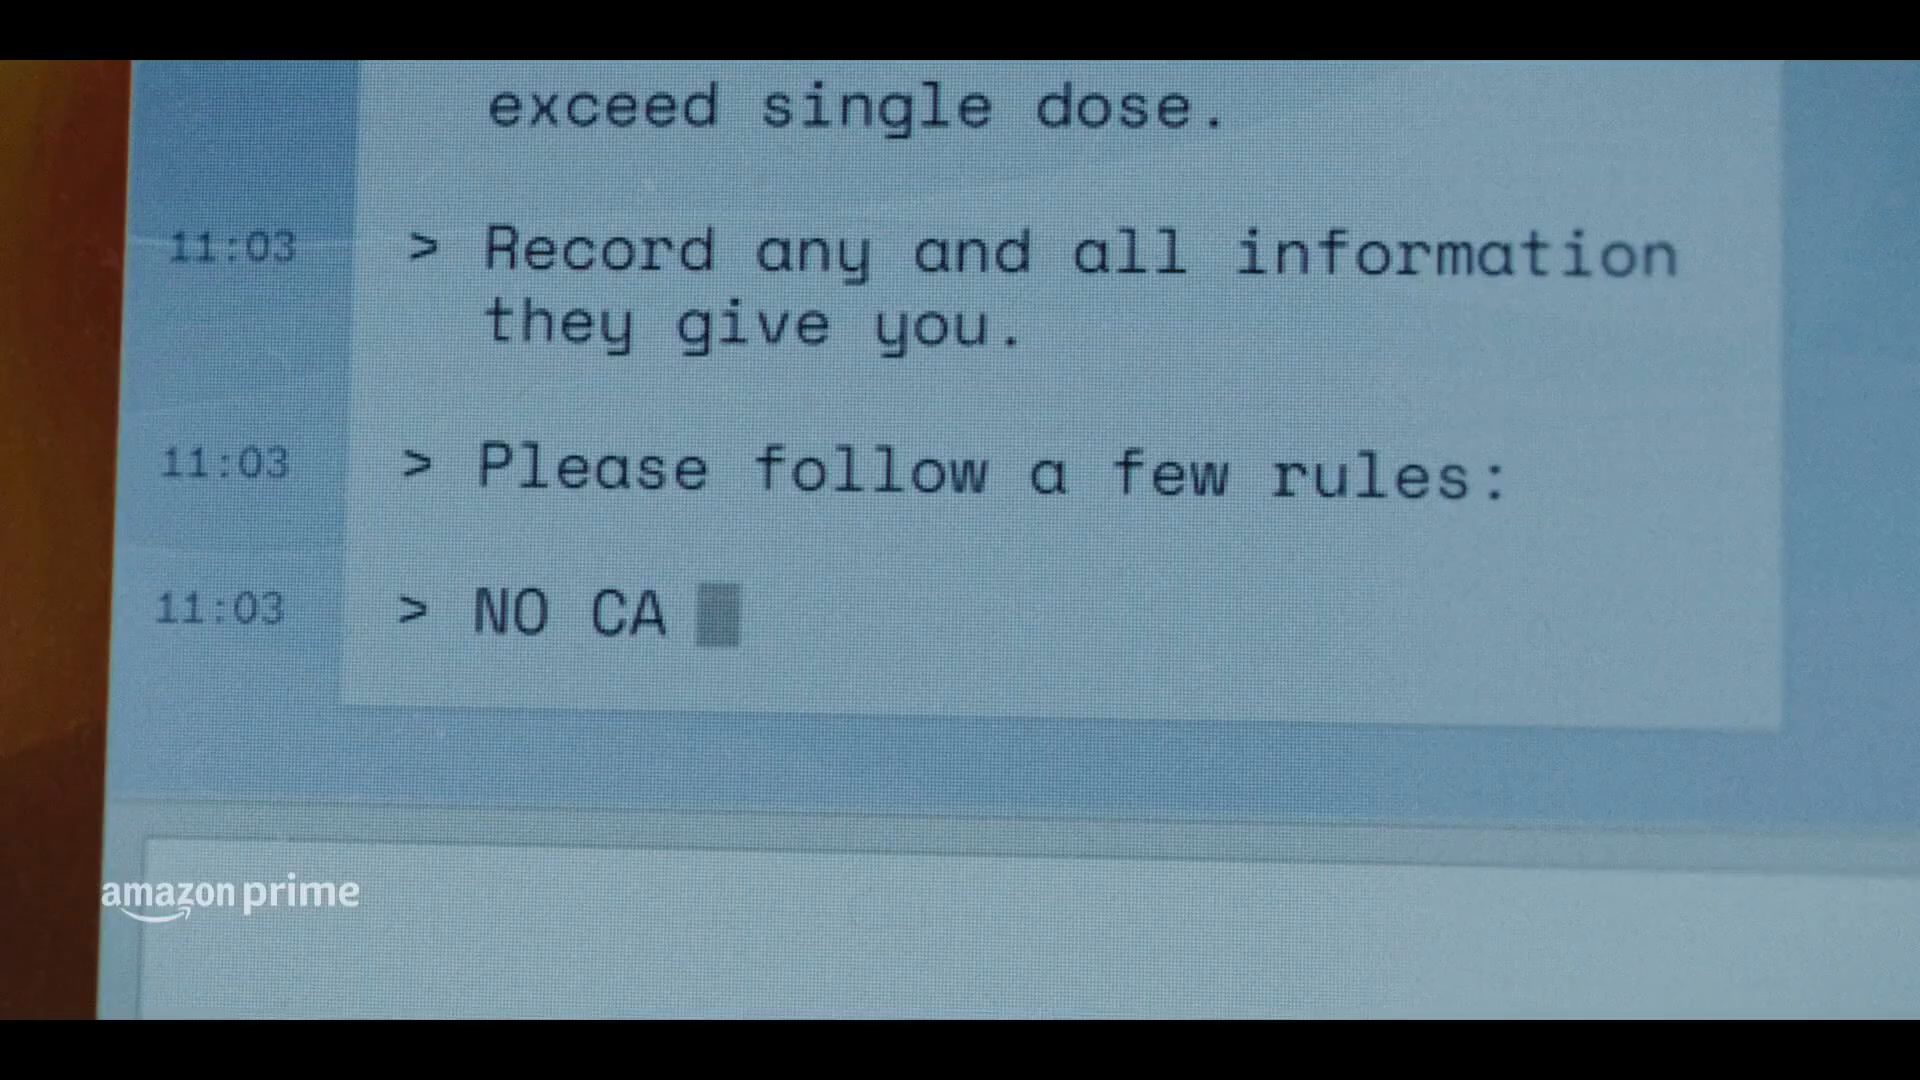 exceed single dose.
11:03 > Record any and all information
they give you.
11:03 > Please follow a few rules:
11:03 > NO CA
amazon prime